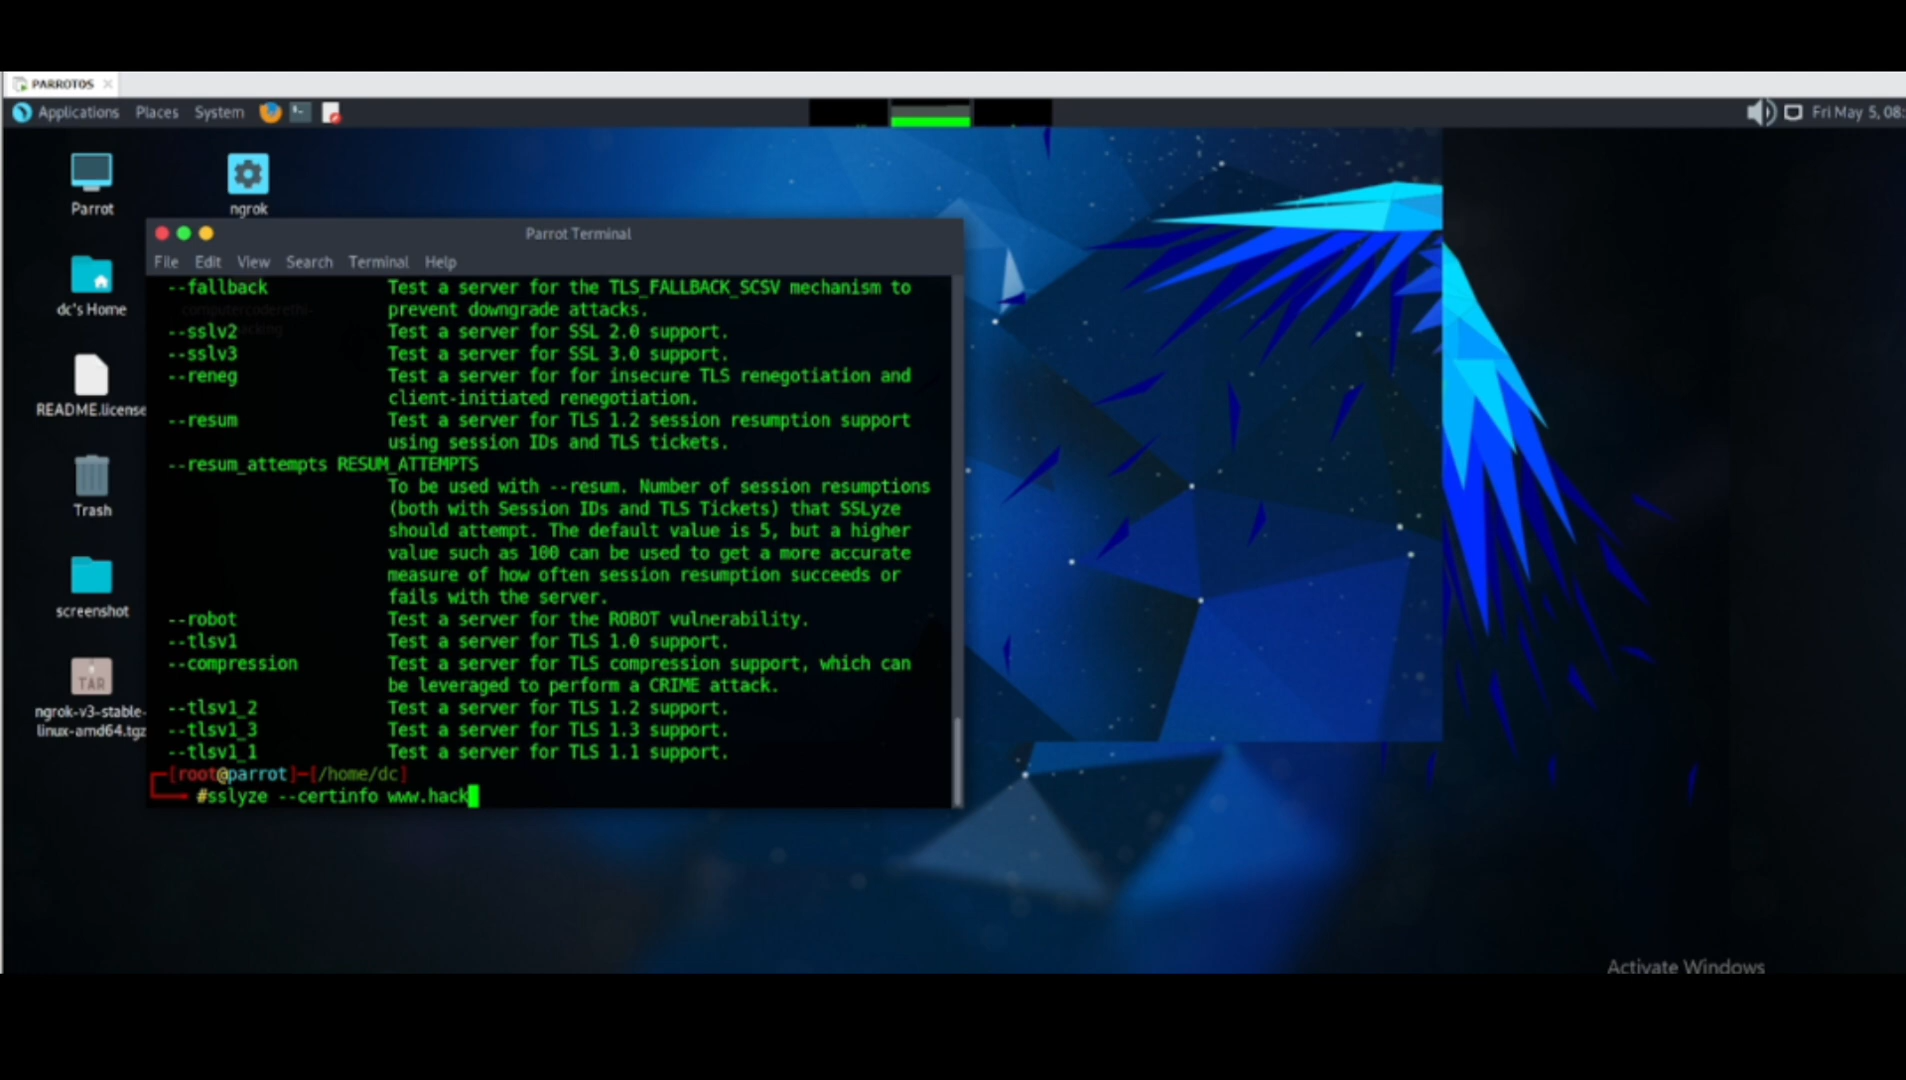 PARROTOS
Applications Places System
Fri May 5, 08:
Parrot
ngrok
dc's Home
README.license
Trash
screenshot
TAR
ngrok-v3-stable-
linux-amd64.tgz
Parrot Terminal
File Edit View Search Terminal Help
--fallback Test a server for the TLS_FALLBACK_SCSV mechanism to
prevent downgrade attacks.
--sslv2 Test a server for SSL 2.0 support.
--sslv3 Test a server for SSL 3.0 support.
--reneg Test a server for for insecure TLS renegotiation and
client-initiated renegotiation.
--resum Test a server for TLS 1.2 session resumption support
using session IDs and TLS tickets.
--resum_attempts RESUM_ATTEMPTS
To be used with --resum. Number of session resumptions
(both with Session IDs and TLS Tickets) that SSLyze
should attempt. The default value is 5, but a higher
value such as 100 can be used to get a more accurate
measure of how often session resumption succeeds or
fails with the server.
--robot Test a server for the ROBOT vulnerability.
--tlsv1 Test a server for TLS 1.0 support.
--compression Test a server for TLS compression support, which can
be leveraged to perform a CRIME attack.
--tlsv1_2 Test a server for TLS 1.2 support.
--tlsv1_3 Test a server for TLS 1.3 support.
--tlsv1_1 Test a server for TLS 1.1 support.
[root@parrot]-[/home/dc]
#sslyze --certinfo www.hack
Activate Windows